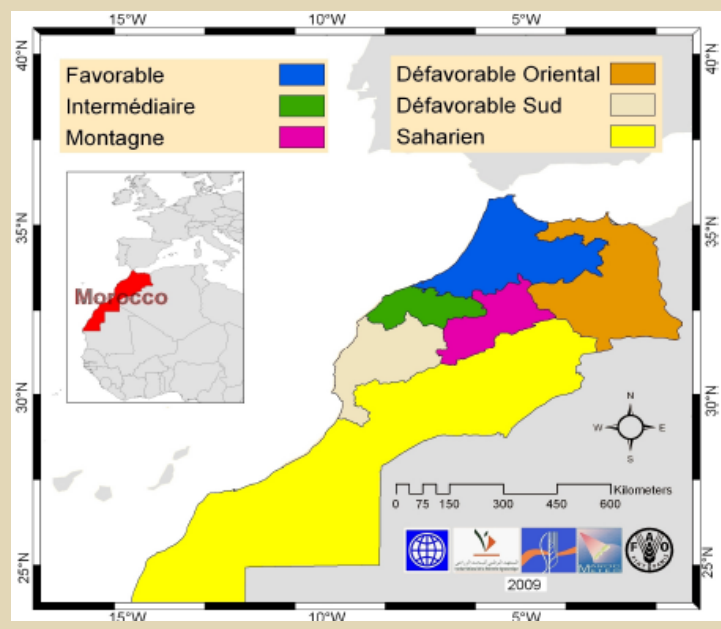 15°W 10°W 5°W
40°N 40°N
Favorable
Intermédiaire
Montagne
Défavorable Oriental
Défavorable Sud
Saharien
35°N 35°N
Morocco
30°N 30°N
N
W E
S
Kilometers
0 75 150 300 450 600
25°N 25°N
FAO
2009
15°W 10°W 5°W